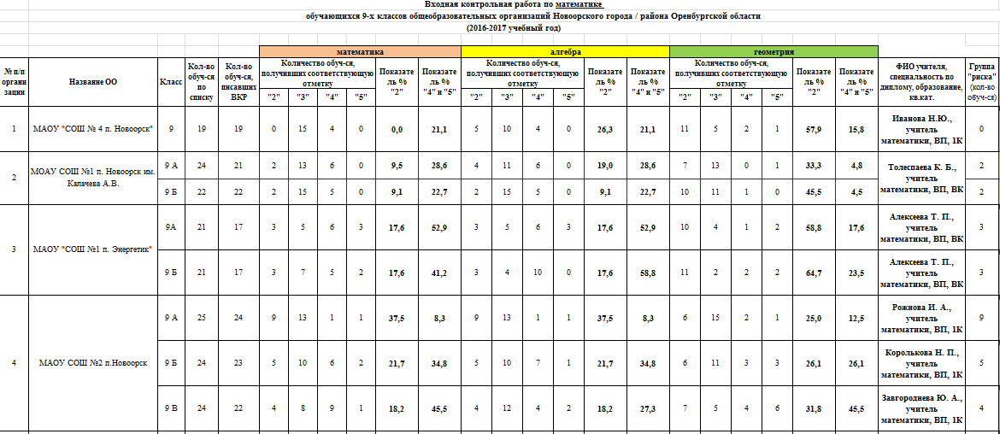 Входная контрольная работа по математике
обучающихся 9-х классов общеобразовательных организаций Новоорского города / района Оренбургской области
(2016-2017 учебный год)
математика алгебра геометрия
№ п/п органи зации Название ОО Класс Кол-во обуч-ся по списку Кол-во обуч-ся, писавших ВКР Количество обуч-ся, получивших соответствующую отметку Показате ль % "2" Показате ль % "4" и "5" Количество обуч-ся, получивших соответствующую отметку Показате ль % "2" Показате ль % "4" и "5" Количество обуч-ся, получивших соответствующую отметку Показате ль % "2" Показате ль % "4" и "5" ФИО учителя, специальность по диплому, образование, кв.кат. Группа "риска" (кол-во обуч-ся)
"2" "3" "4" "5" "2" "3" "4" "5" "2" "3" "4" "5"
1 МАОУ "СОШ № 4 п. Новоорск" 9 19 19 0 15 4 0 0,0 21,1 5 10 4 0 26,3 21,1 11 5 2 1 57,9 15,8 Иванова Н.Ю., учитель математики, ВП, 1К 0
2 МОАУ СОШ №1 п. Новоорск им. Калачева А.В. 9 А 24 21 2 13 6 0 9,5 28,6 4 11 6 0 19,0 28,6 7 13 0 1 33,3 4,8 Толеспаева К. Б., учитель математики, ВП, ВК 2
9 Б 22 22 2 15 5 0 9,1 22,7 2 15 5 0 9,1 22,7 10 11 1 0 45,5 4,5 2
3 МАОУ "СОШ №1 п. Энергетик" 9А 21 17 3 5 6 3 17,6 52,9 3 5 6 3 17,6 52,9 10 4 1 2 58,8 17,6 Алексеева Т. П., учитель математики, ВП, ВК 3
9 Б 21 17 3 7 5 2 17,6 41,2 3 4 10 0 17,6 58,8 11 2 2 2 64,7 23,5 Алексеева Т. П., учитель математики, ВП, ВК 3
4 МАОУ СОШ №2 п.Новоорск 9 А 25 24 9 13 1 1 37,5 8,3 9 13 1 1 37,5 8,3 6 15 2 1 25,0 12,5 Рожнова И. А., учитель математики, ВП, 1К 9
9 Б 24 23 5 10 6 2 21,7 34,8 5 10 7 1 21,7 34,8 6 11 3 3 26,1 26,1 Королькова Н. П., учитель математики, ВП, 1К 5
9 В 24 22 4 8 9 1 18,2 45,5 4 12 4 2 18,2 27,3 7 5 4 6 31,8 45,5 Завгороднева Ю. А., учитель математики, ВП, 1К 4